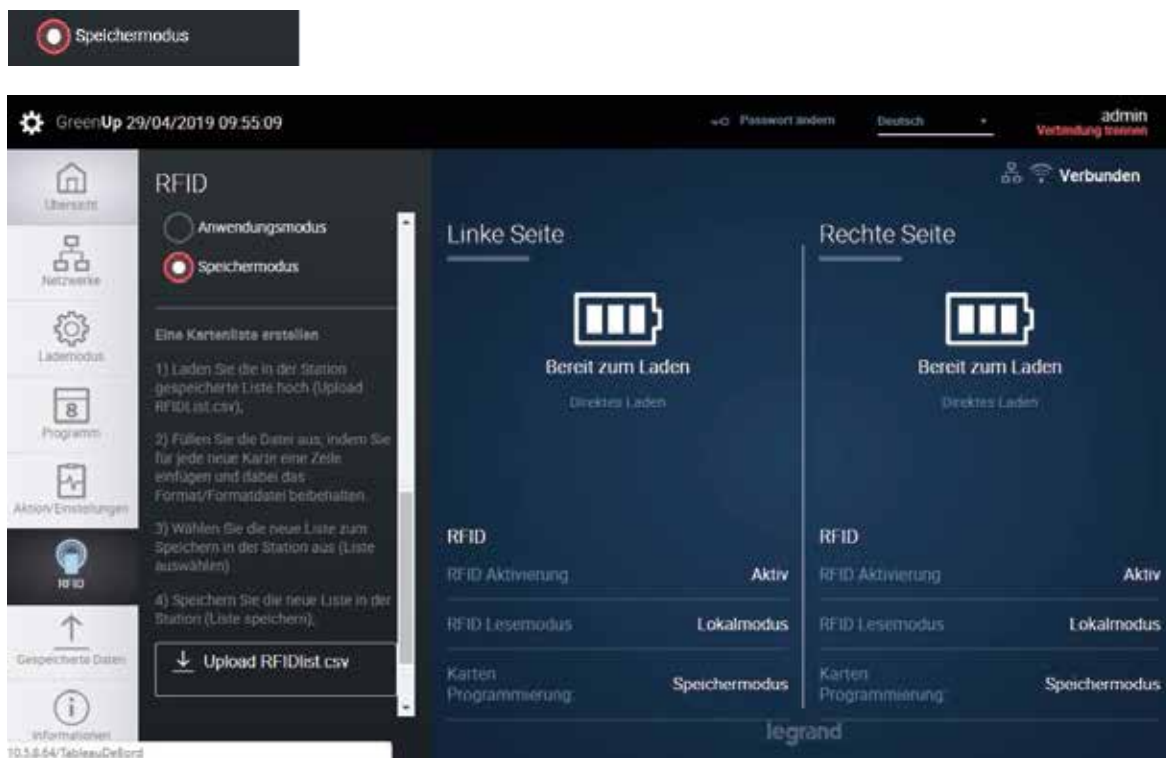 Speichermodus
GreenUp 29/04/2019 09:55:09
Passwort ändern
Deutsch
admin
Verbindung trennen
Verbunden
Übersicht
Netzwerke
Lademodus
8
Programm
Aktion/Einstellungen
RFID
Gespeicherte Daten
Informationen
10.5.8.64/TableauDeBord
RFID
Anwendungsmodus
Speichermodus
Eine Kartenliste erstellen
1) Laden Sie die in der Station
gespeicherte Liste hoch (Upload
RFIDList.csv);
2) Füllen Sie die Datei aus, indem Sie
für jede neue Karte eine Zeile
einfügen und dabei das
Format/Formatdatei beibehalten.
3) Wählen Sie die neue Liste zum
Speichern in der Station aus (Liste
auswählen)
4) Speichern Sie die neue Liste in der
Station (Liste speichern);
Upload RFIDlist.csv
Linke Seite
Bereit zum Laden
Direktes Laden
RFID
RFID Aktivierung Aktiv
RFID Lesemodus Lokalmodus
Karten
Programmierung: Speichermodus
Rechte Seite
Bereit zum Laden
Direktes Laden
RFID
RFID Aktivierung Aktiv
RFID Lesemodus Lokalmodus
Karten
Programmierung: Speichermodus
legrand